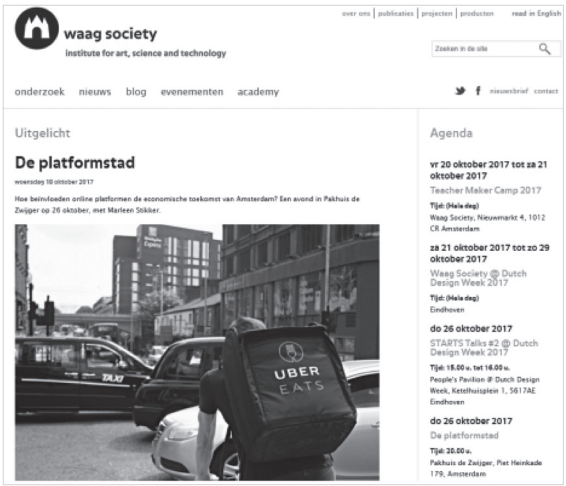 over ons | publicaties | projecten | producten read in English
waag society
institute for art, science and technology
Zoeken in de site
onderzoek nieuws blog evenementen academy
nieuwsbrief contact
Uitgelicht
De platformstad
woensdag 18 oktober 2017
Hoe beïnvloeden online platformen de economische toekomst van Amsterdam? Een avond in Pakhuis de
Zwijger op 26 oktober, met Marleen Stikker.
Express
TAXI
UBER
EATS
Agenda
vr 20 oktober 2017 tot za 21
oktober 2017
Teacher Maker Camp 2017
Tijd: (Hele dag)
Waag Society, Nieuwmarkt 4, 1012
CR Amsterdam
za 21 oktober 2017 tot zo 29
oktober 2017
Waag Society @ Dutch
Design Week 2017
Tijd: (Hele dag)
Eindhoven
do 26 oktober 2017
STARTS Talks #2 @ Dutch
Design Week 2017
Tijd: 15.00 u. tot 16.00 u.
People's Pavilion @ Dutch Design
Week, Ketelhuisplein 1, 5617AE
Eindhoven
do 26 oktober 2017
De platformstad
Tijd: 20.00 u.
Pakhuis de Zwijger, Piet Heinkade
179, Amsterdam